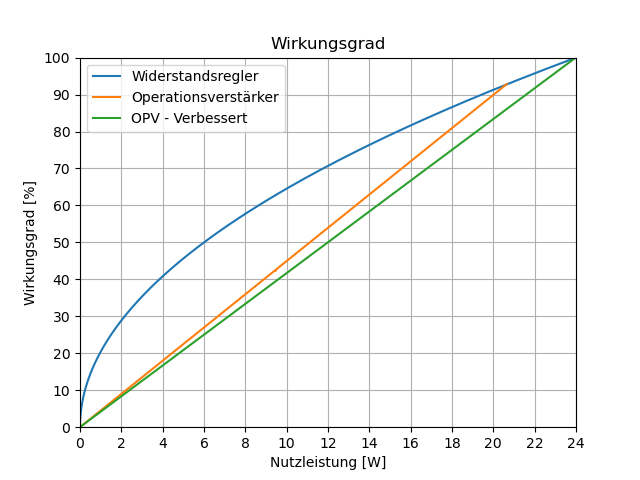 Wirkungsgrad
Widerstandsregler
Operationsverstärker
OPV - Verbessert
Wirkungsgrad [%]
100
90
80
70
60
50
40
30
20
10
0
0 2 4 6 8 10 12 14 16 18 20 22 24
Nutzleistung [W]